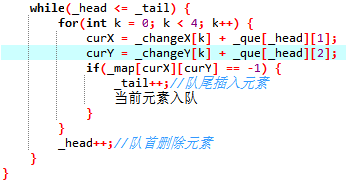 while(_head <= _tail) {
for(int k = 0; k < 4; k++) {
curX = _changeX[k] + _que[_head][1];
curY = _changeY[k] + _que[_head][2];
if(_map[curX][curY] == -1) {
_tail++;//队尾插入元素
当前元素入队
}
}
_head++;//队首删除元素
}
}